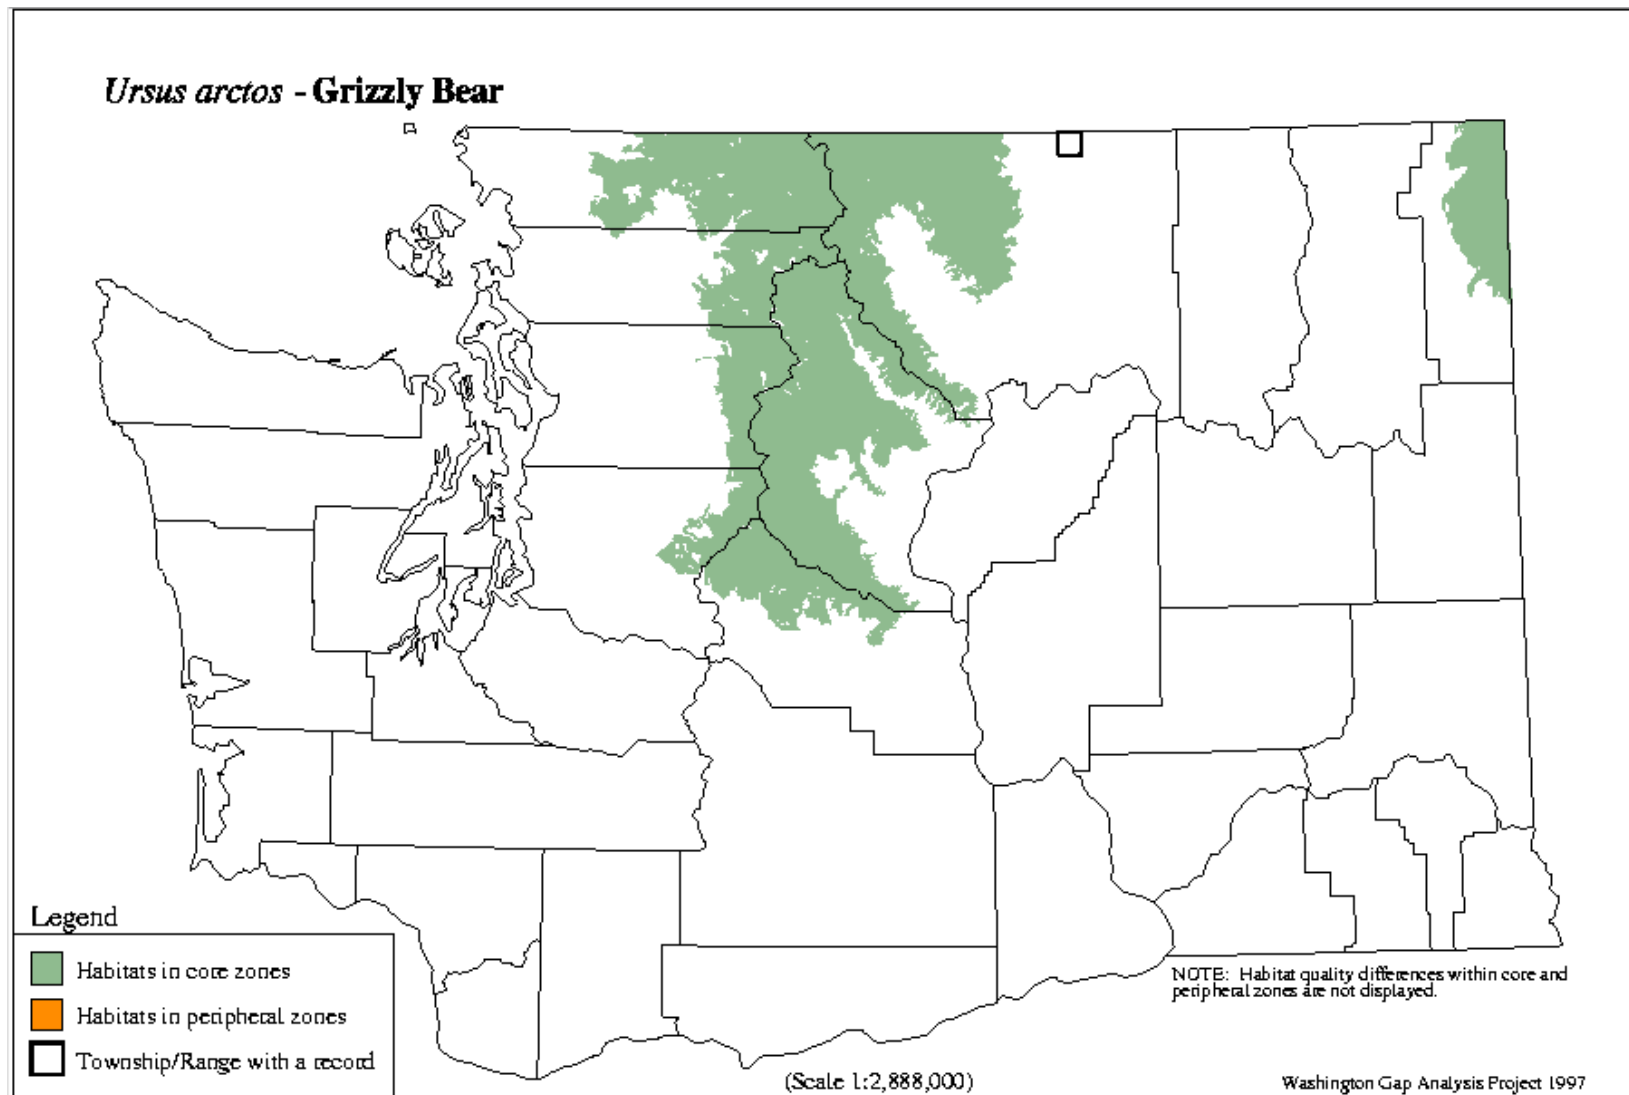 Ursus arctos - Grizzly Bear
Legend
Habitats in core zones
Habitats in peripheral zones
Township/Range with a record
NOTE: Habitat quality differences within core and
peripheral zones are not displayed.
(Scale 1:2,888,000)
Washington Gap Analysis Project 1997